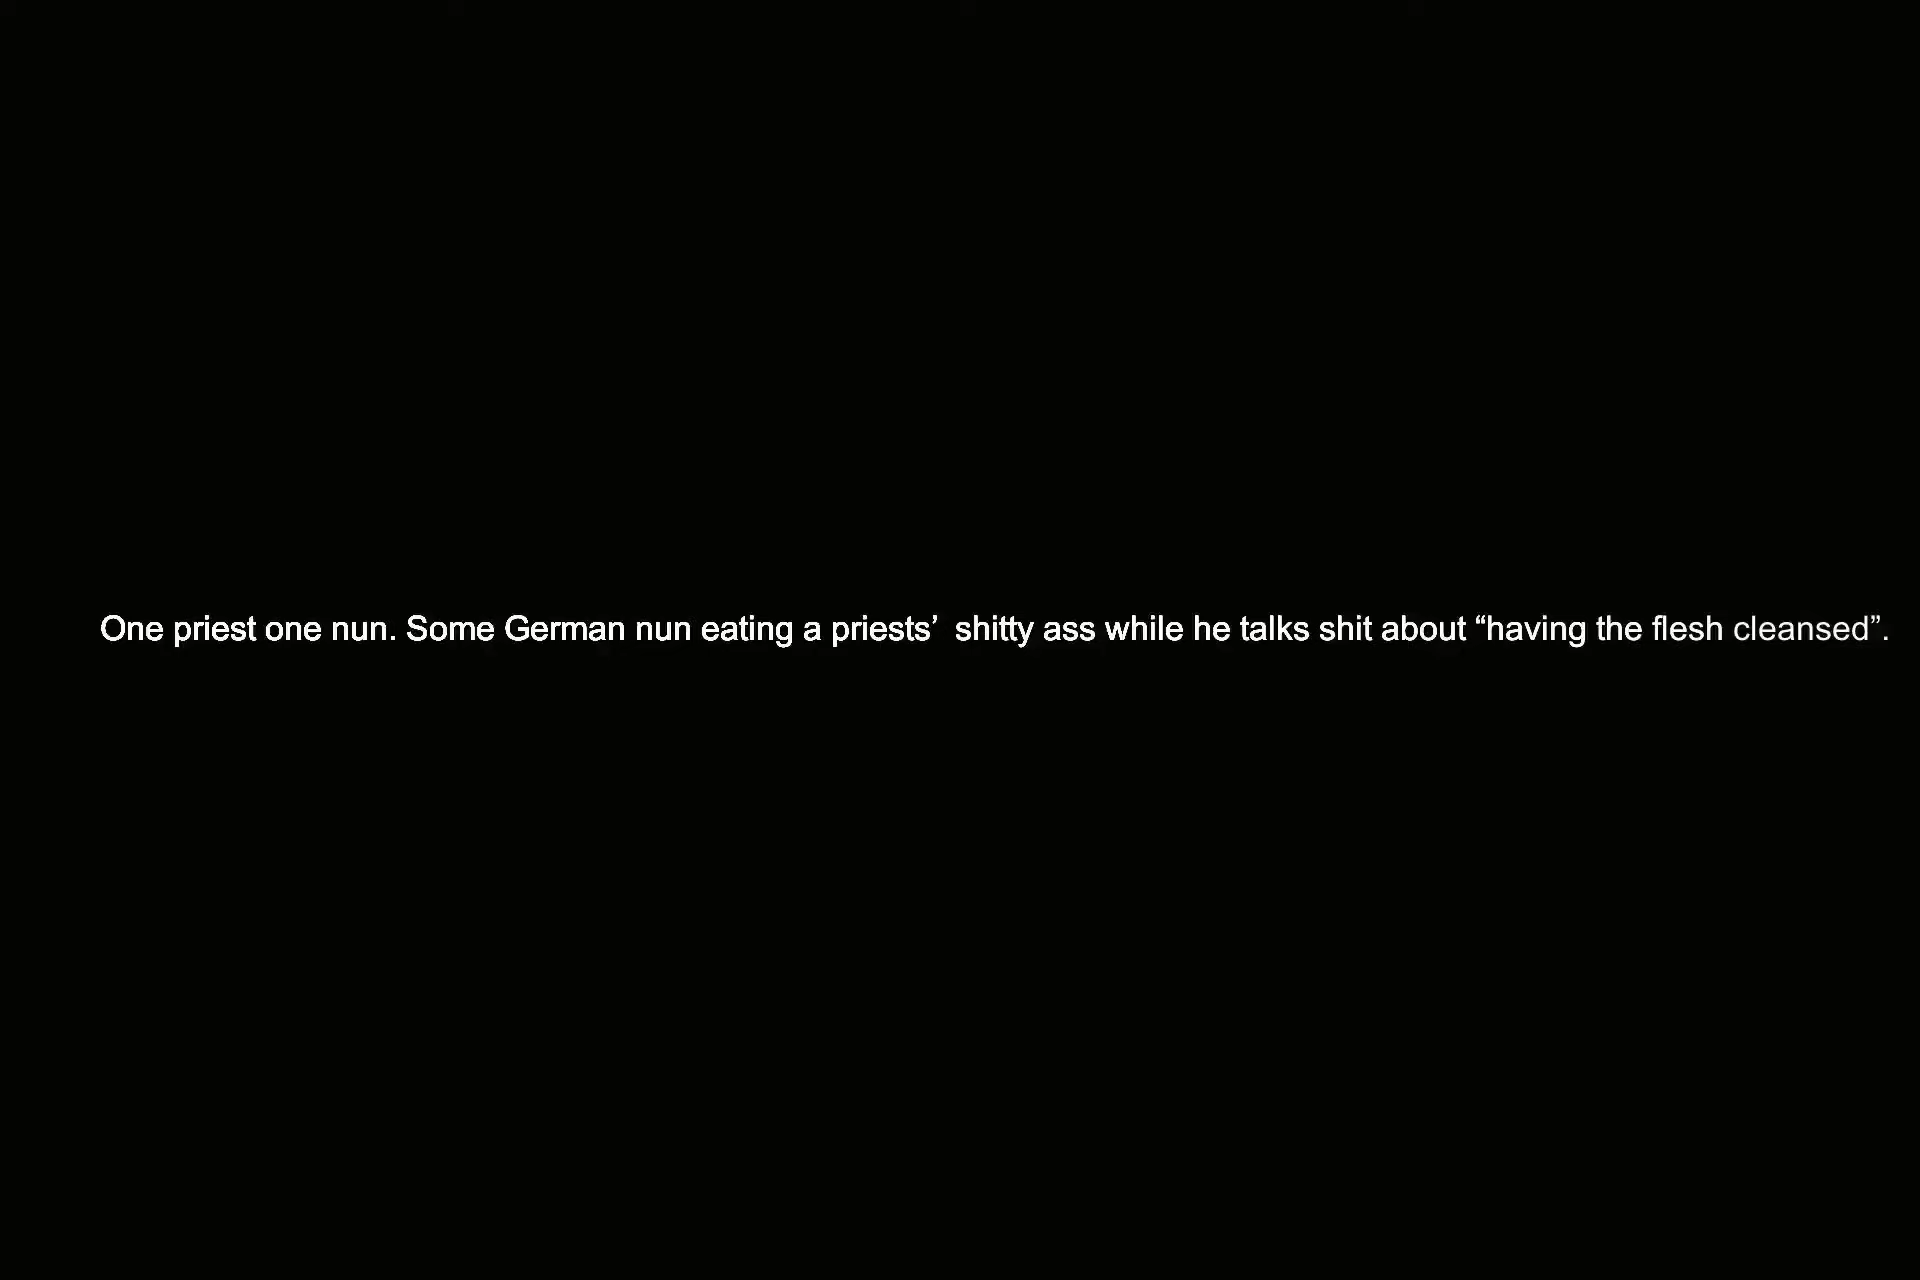 One priest one nun. Some German nun eating a priests’  shitty ass while he talks shit about “having the flesh cleansed”.